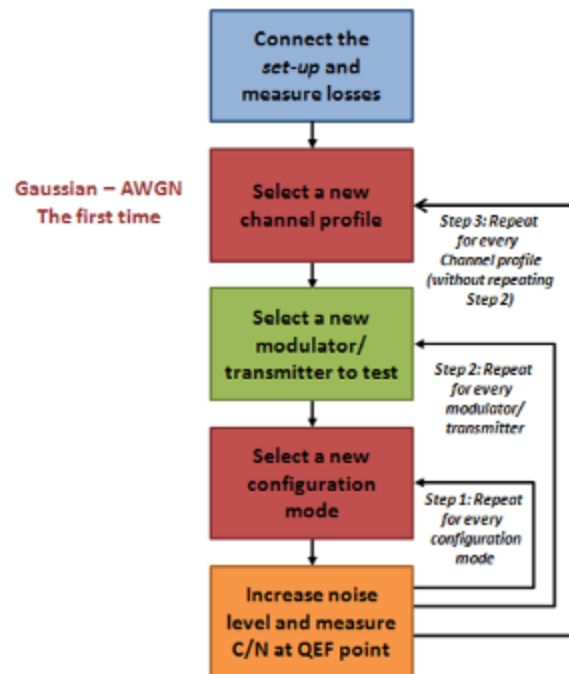 Connect the
set-up and
measure losses
Gaussian – AWGN
The first time
Select a new
channel profile
Step 3: Repeat
for every
Channel profile
(without repeating
Step 2)
Select a new
modulator/
transmitter to test
Step 2: Repeat
for every
modulator/
transmitter
Select a new
configuration
mode
Step 1: Repeat
for every
configuration
mode
Increase noise
level and measure
C/N at QEF point